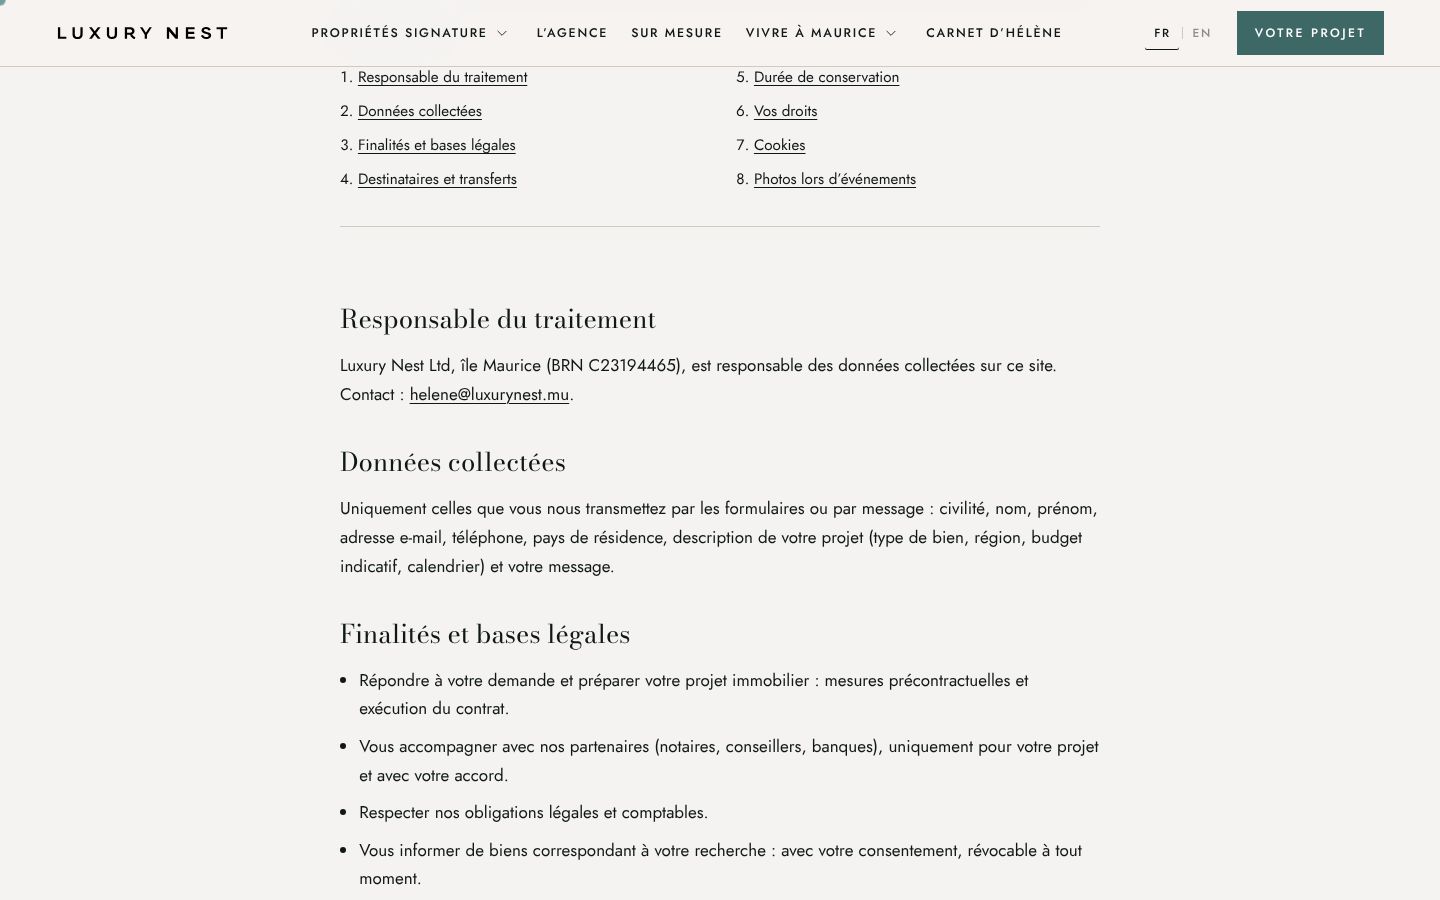 LUXURY NEST
PROPRIÉTÉS SIGNATURE
L’AGENCE
SUR MESURE
VIVRE À MAURICE
CARNET D’HÉLÈNE
FR
EN
VOTRE PROJET
1. Responsable du traitement
2. Données collectées
3. Finalités et bases légales
4. Destinataires et transferts
5. Durée de conservation
6. Vos droits
7. Cookies
8. Photos lors d’événements
Responsable du traitement
Luxury Nest Ltd, île Maurice (BRN C23194465), est responsable des données collectées sur ce site.
Contact : helene@luxurynest.mu.
Données collectées
Uniquement celles que vous nous transmettez par les formulaires ou par message : civilité, nom, prénom,
adresse e-mail, téléphone, pays de résidence, description de votre projet (type de bien, région, budget
indicatif, calendrier) et votre message.
Finalités et bases légales
• Répondre à votre demande et préparer votre projet immobilier : mesures précontractuelles et
exécution du contrat.
• Vous accompagner avec nos partenaires (notaires, conseillers, banques), uniquement pour votre projet
et avec votre accord.
• Respecter nos obligations légales et comptables.
• Vous informer de biens correspondant à votre recherche : avec votre consentement, révocable à tout
moment.